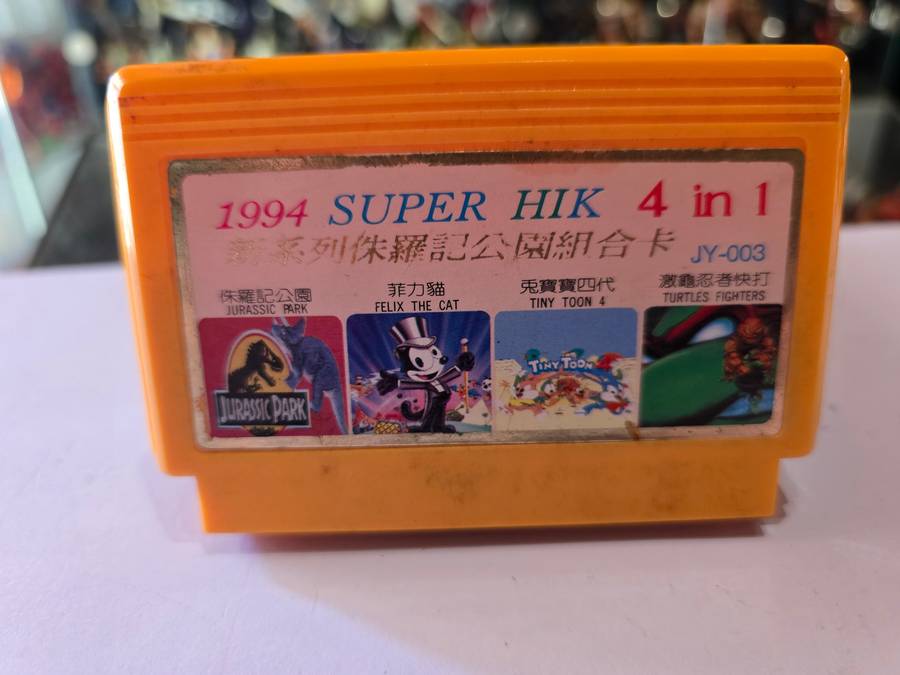 1994 SUPER HIK 4 in 1
新系列侏羅記公園組合卡 JY-003
侏羅記公園
JURASSIC PARK
菲力貓
FELIX THE CAT
兎寶寶四代
TINY TOON 4
激龜忍者快打
TURTLES FIGHTERS
JURASSIC PARK
TINY TOON